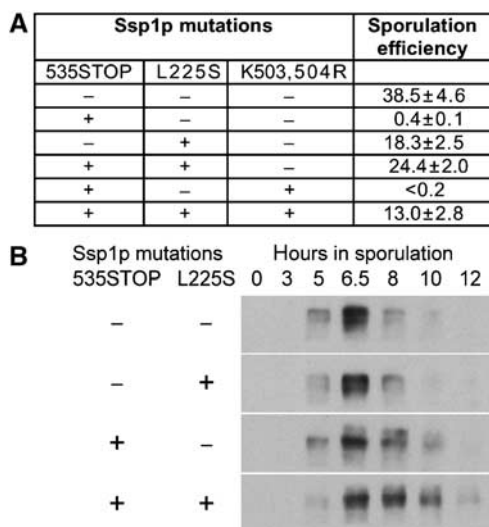 A
Ssp1p mutations Sporulation efficiency
535STOP L225S K503,504R
– – – 38.5±4.6
+ – – 0.4±0.1
– + – 18.3±2.5
+ + – 24.4±2.0
+ – + <0.2
+ + + 13.0±2.8
B
Ssp1p mutations Hours in sporulation
535STOP L225S 0 3 5 6.5 8 10 12
– –
– +
+ –
+ +